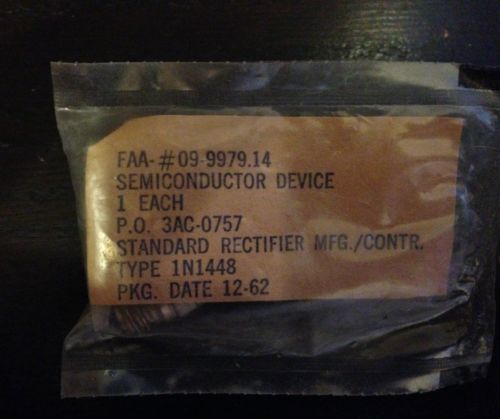 FAA-#09-9979.14
SEMICONDUCTOR DEVICE
1 EACH
P.O. 3AC-0757
STANDARD RECTIFIER MFG./CONTR.
TYPE 1N1448
PKG. DATE 12-62